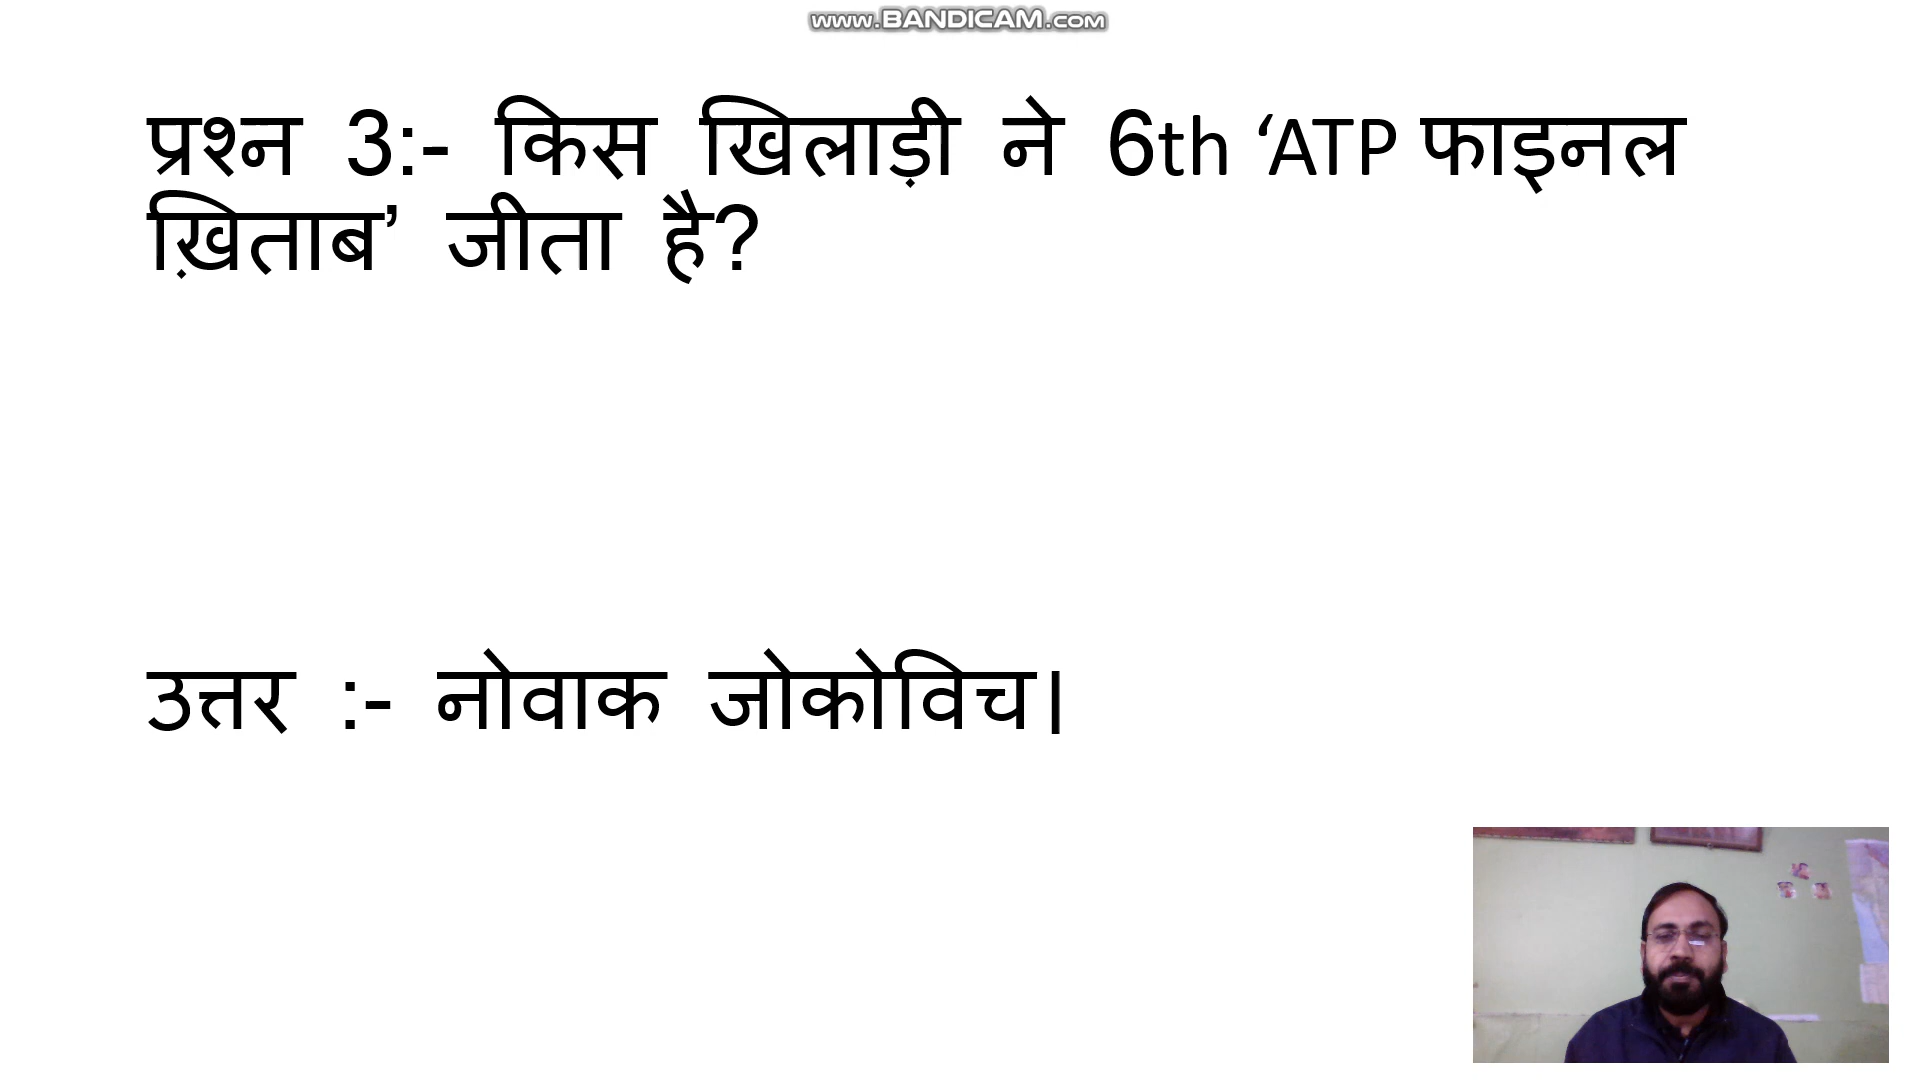 www.BANDICAM.com
प्रश्न 3:- किस खिलाड़ी ने 6th ‘ATP फाइनल
ख़िताब’ जीता है?
उत्तर :- नोवाक जोकोविच।